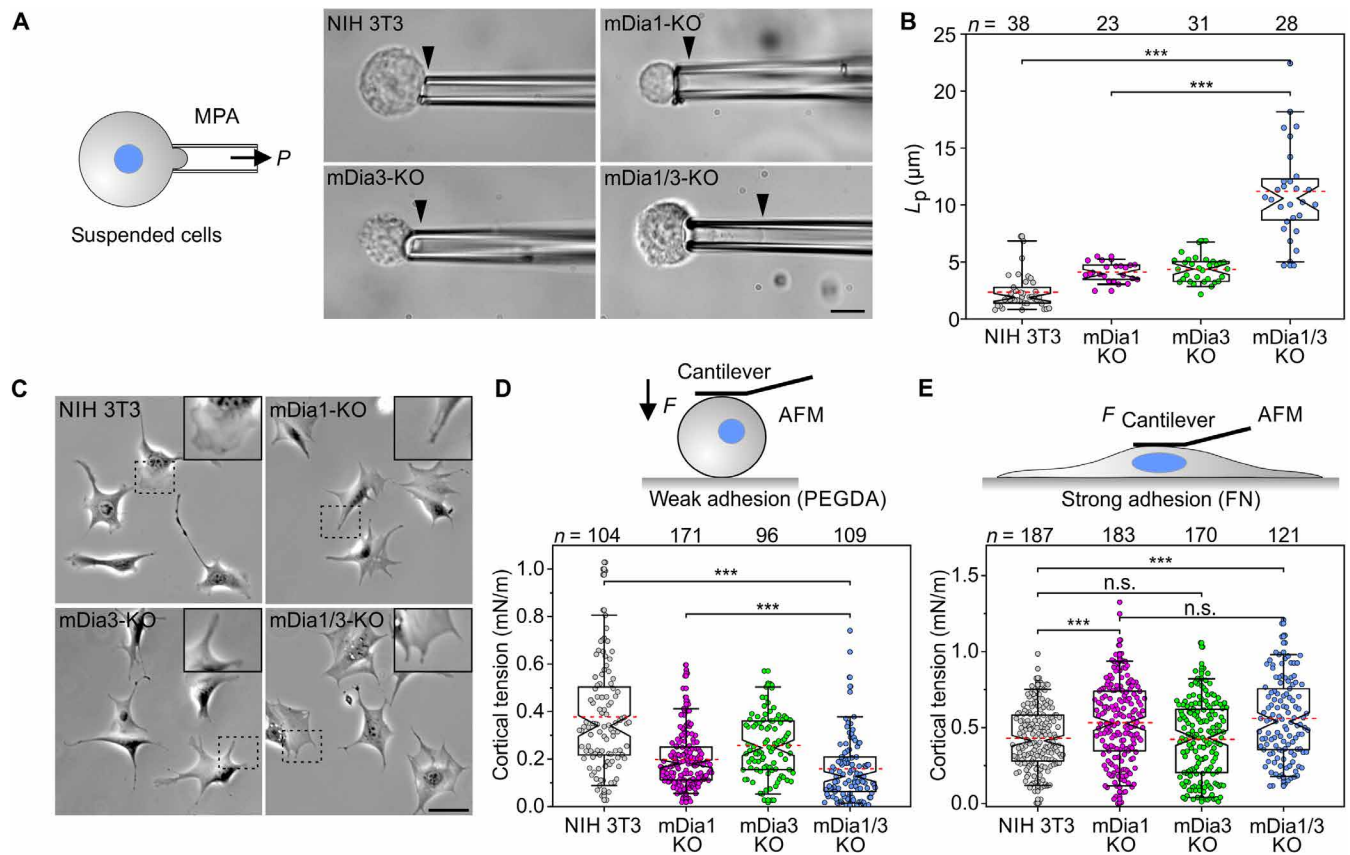 A
MPA
P
Suspended cells
NIH 3T3
mDia1-KO
mDia3-KO
mDia1/3-KO
B
n = 38 23 31 28
***
***
25
20
15
10
5
0
Lp (μm)
NIH 3T3 mDia1 KO mDia3 KO mDia1/3 KO
C
NIH 3T3
mDia1-KO
mDia3-KO
mDia1/3-KO
D
Cantilever
F
AFM
Weak adhesion (PEGDA)
n = 104 171 96 109
***
***
1.0
0.8
0.6
0.4
0.2
0.0
Cortical tension (mN/m)
NIH 3T3 mDia1 KO mDia3 KO mDia1/3 KO
E
F Cantilever AFM
Strong adhesion (FN)
n = 187 183 170 121
***
n.s.
n.s.
***
1.5
1.0
0.5
0.0
Cortical tension (mN/m)
NIH 3T3 mDia1 KO mDia3 KO mDia1/3 KO